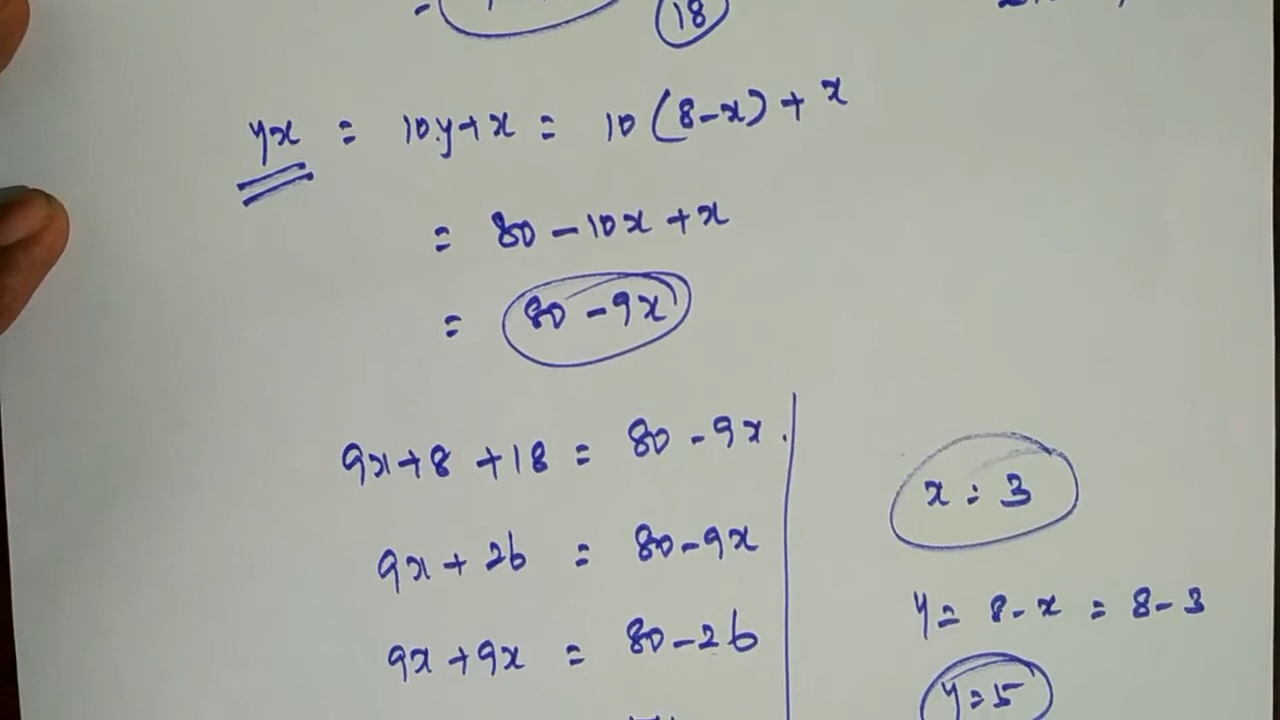 18
yx = 10y+x = 10(8-x)+x
= 80-10x+x
= 80-9x
9x+8+18 = 80-9x.
9x+26 = 80-9x
9x+9x = 80-26
x = 3
y = 8-x = 8-3
y=5